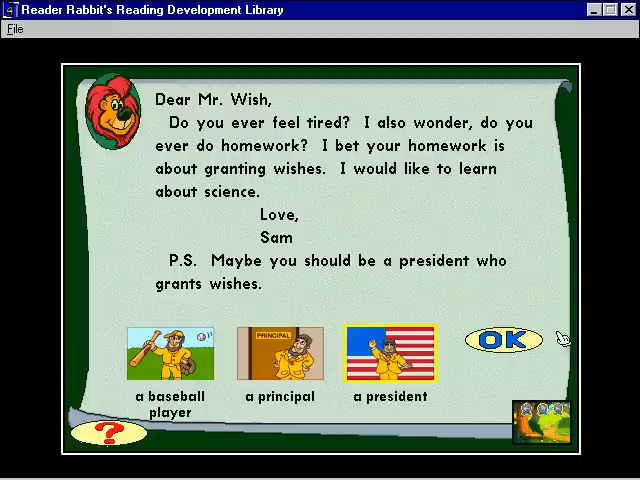 Reader Rabbit's Reading Development Library
File
Dear Mr. Wish,
Do you ever feel tired? I also wonder, do you
ever do homework? I bet your homework is
about granting wishes. I would like to learn
about science.
Love,
Sam
P.S. Maybe you should be a president who
grants wishes.
PRINCIPAL
OK
a baseball
player
a principal
a president
?